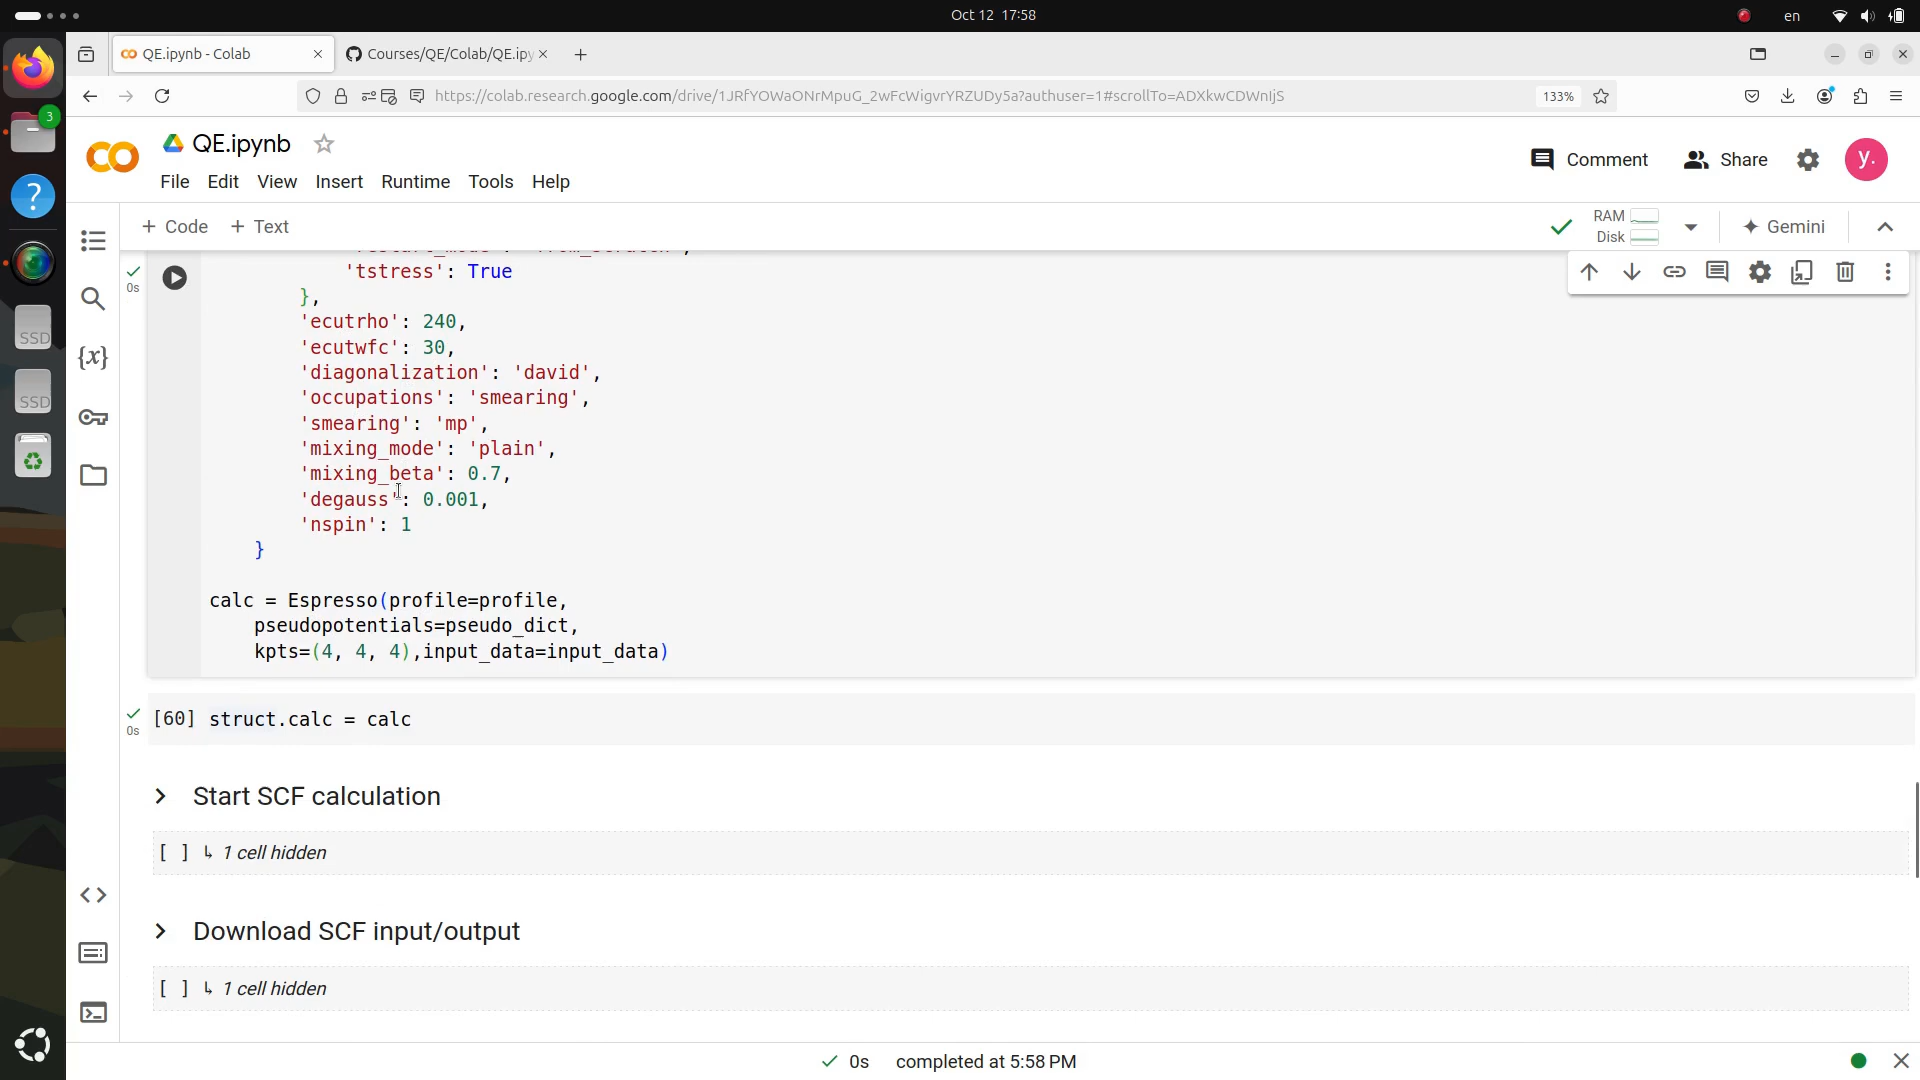 Oct 12 17:58
en
QE.ipynb - Colab
Courses/QE/Colab/QE.ipy
https://colab.research.google.com/drive/1JRfYOWaONrMpuG_2wFcWigvrYRZUDy5a?authuser=1#scrollTo=ADXkwCDWnIjS
133%
3
QE.ipynb
Comment
Share
y.
File Edit View Insert Runtime Tools Help
+ Code + Text
RAM
Disk
Gemini
0s
'tstress': True
},
'ecutrho': 240,
'ecutwfc': 30,
'diagonalization': 'david',
'occupations': 'smearing',
'smearing': 'mp',
'mixing_mode': 'plain',
'mixing_beta': 0.7,
'degauss': 0.001,
'nspin': 1
}
calc = Espresso(profile=profile,
pseudopotentials=pseudo_dict,
kpts=(4, 4, 4),input_data=input_data)
[60] struct.calc = calc
0s
Start SCF calculation
[ ] ↳ 1 cell hidden
Download SCF input/output
[ ] ↳ 1 cell hidden
SSD
SSD
0s completed at 5:58 PM